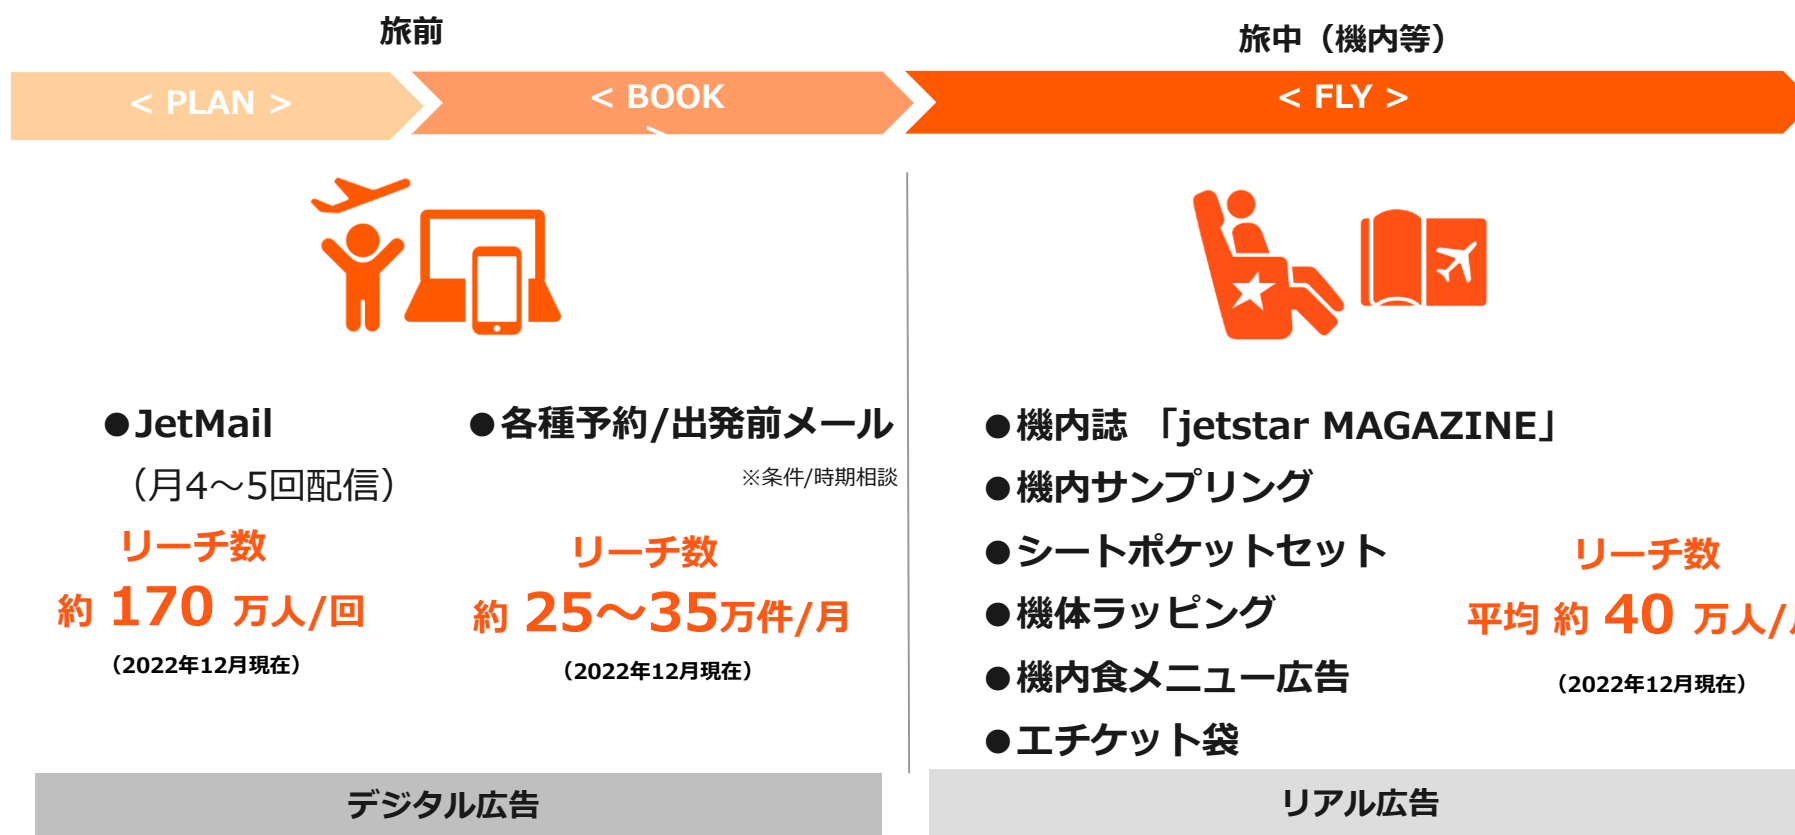 旅前
旅中（機内等）
< PLAN >
< BOOK
>
< FLY >
●JetMail
（月4～5回配信）
リーチ数
約 170 万人/回
（2022年12月現在）
●各種予約/出発前メール
※条件/時期相談
リーチ数
約 25～35万件/月
（2022年12月現在）
●機内誌 「jetstar MAGAZINE」
●機内サンプリング
●シートポケットセット
●機体ラッピング
●機内食メニュー広告
●エチケット袋
リーチ数
平均 約 40 万人/
（2022年12月現在）
デジタル広告
リアル広告